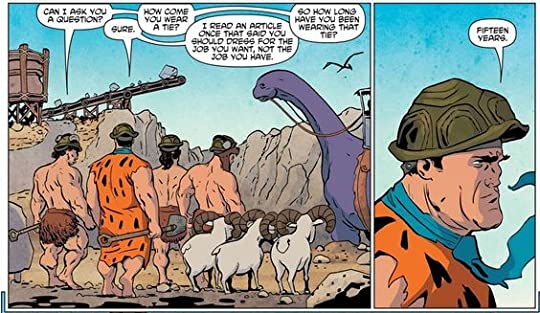 CAN I ASK YOU
A QUESTION?
SURE.
HOW COME
YOU WEAR
A TIE?
I READ AN ARTICLE
ONCE THAT SAID YOU
SHOULD DRESS FOR THE
JOB YOU WANT, NOT THE
JOB YOU HAVE.
SO HOW
LONG HAVE
YOU BEEN
WEARING THAT
TIE?
FIFTEEN
YEARS.